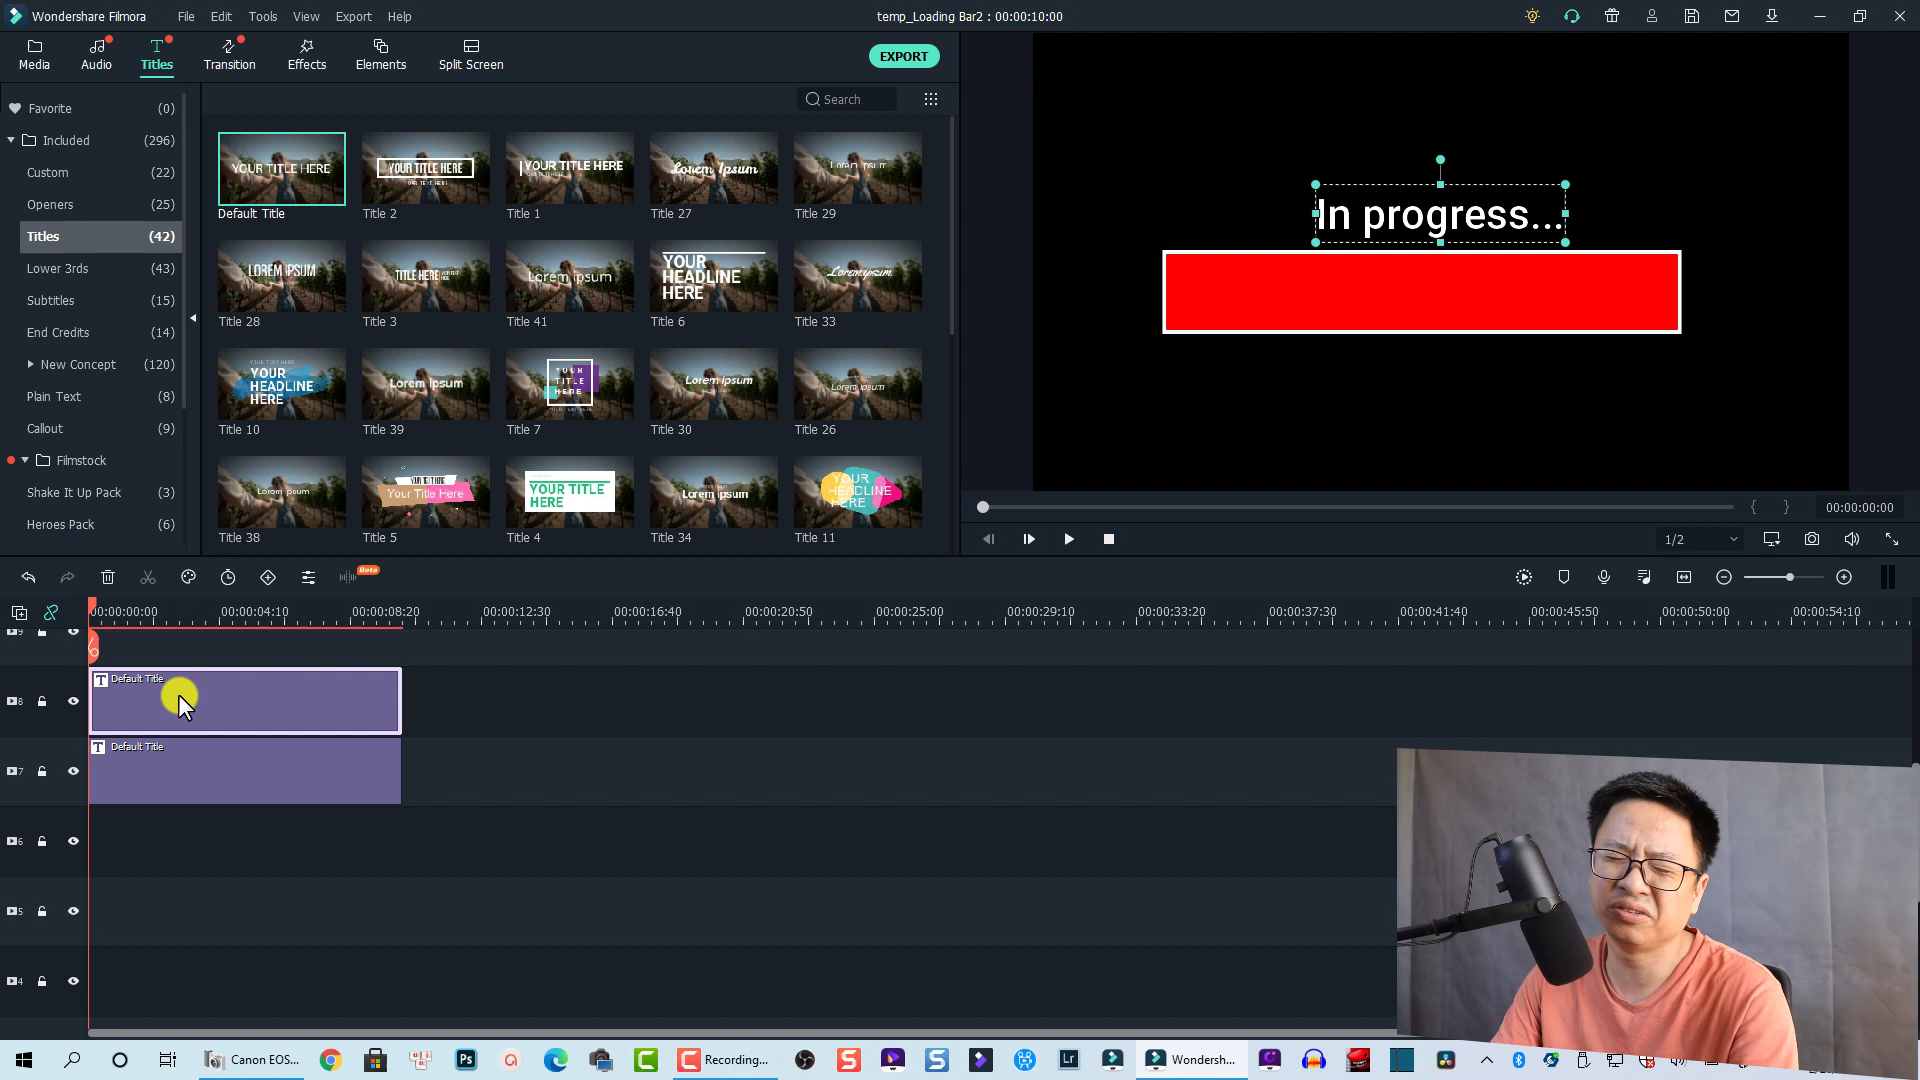 Wondershare Filmora
File Edit Tools View Export Help
temp_Loading Bar2 : 00:00:10:00
Media
Audio
Titles
Transition
Effects
Elements
Split Screen
EXPORT
Search
Favorite (0)
Included (296)
Custom (22)
Openers (25)
Titles (42)
Lower 3rds (43)
Subtitles (15)
End Credits (14)
New Concept (120)
Plain Text (8)
Callout (9)
Filmstock
Shake It Up Pack (3)
Heroes Pack (6)
YOUR TITLE HERE
Default Title
YOUR TITLE HERE
Title 2
YOUR TITLE HERE
Title 1
Lorem Ipsum
Title 27
Lorem Ipsum
Title 29
LOREM IPSUM
Title 28
TITLE HERE
Title 3
Lorem Ipsum
Title 41
YOUR
HEADLINE
HERE
Title 6
Lorem ipsum
Title 33
YOUR
HEADLINE
HERE
Title 10
Lorem Ipsum
Title 39
YOUR
TITLE
HERE
Title 7
Lorem Ipsum
Title 30
Lorem ipsum
Title 26
Lorem Ipsum
Title 38
Your Title Here
Title 5
YOUR TITLE
HERE
Title 4
Lorem Ipsum
Title 34
YOUR
HEADLINE
HERE
Title 11
In progress...
00:00:00:00
1/2
Beta
00:00:00:00 00:00:04:10 00:00:08:20 00:00:12:30 00:00:16:40 00:00:20:50 00:00:25:00 00:00:29:10 00:00:33:20 00:00:37:30 00:00:41:40 00:00:45:50 00:00:50:00 00:00:54:10
9
8
T Default Title
7
T Default Title
6
5
4
Canon EOS...
Ps
Recording...
Lr
Wondersh...